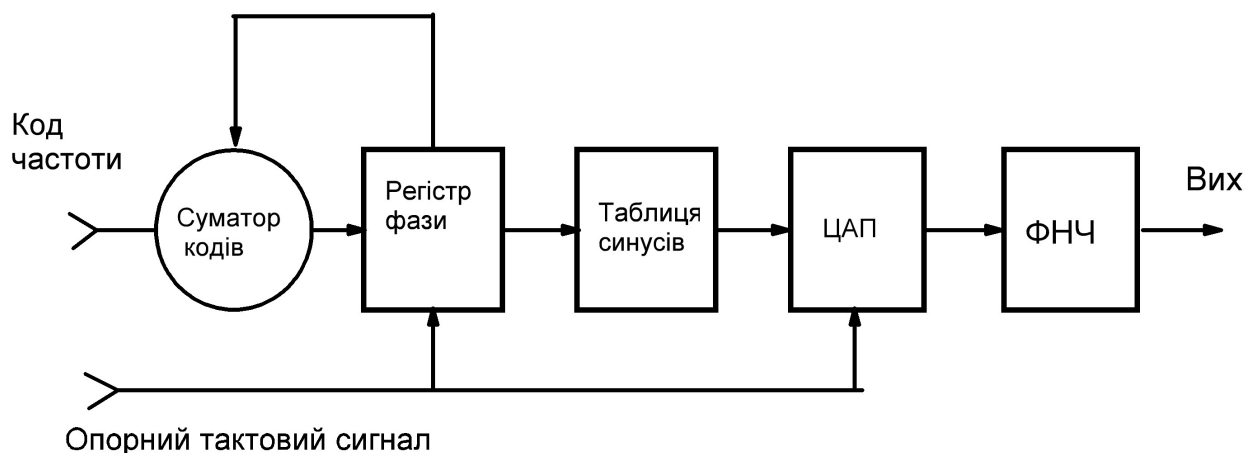 Код
частоти
Суматор
кодів
Регістр
фази
Таблиця
синусів
ЦАП
ФНЧ
Вих
Опорний тактовий сигнал